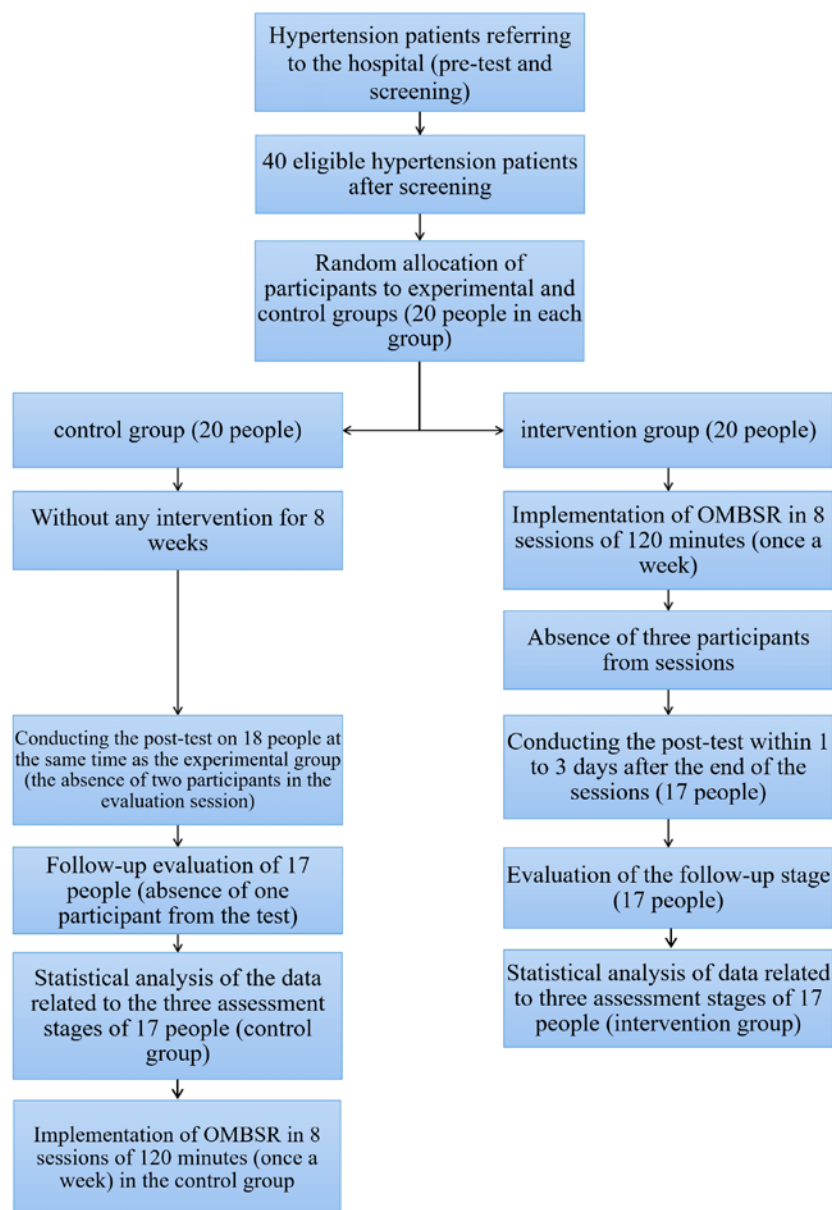 Hypertension patients referring
to the hospital (pre-test and
screening)
40 eligible hypertension patients
after screening
Random allocation of
participants to experimental and
control groups (20 people in each
group)
control group (20 people)
intervention group (20 people)
Without any intervention for 8
weeks
Implementation of OMBSR in 8
sessions of 120 minutes (once a
week)
Absence of three participants
from sessions
Conducting the post-test on 18 people at
the same time as the experimental group
(the absence of two participants in the
evaluation session)
Conducting the post-test within 1
to 3 days after the end of the
sessions (17 people)
Follow-up evaluation of 17
people (absence of one
participant from the test)
Evaluation of the follow-up stage
(17 people)
Statistical analysis of the data
related to the three assessment
stages of 17 people (control
group)
Statistical analysis of data related
to three assessment stages of 17
people (intervention group)
Implementation of OMBSR in 8
sessions of 120 minutes (once a
week) in the control group